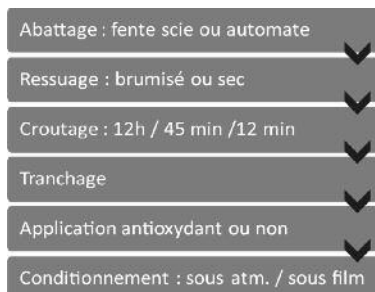 Abattage : fente scie ou automate
Ressuage : brumisé ou sec
Croutage : 12h / 45 min /12 min
Tranchage
Application antioxydant ou non
Conditionnement : sous atm. / sous film